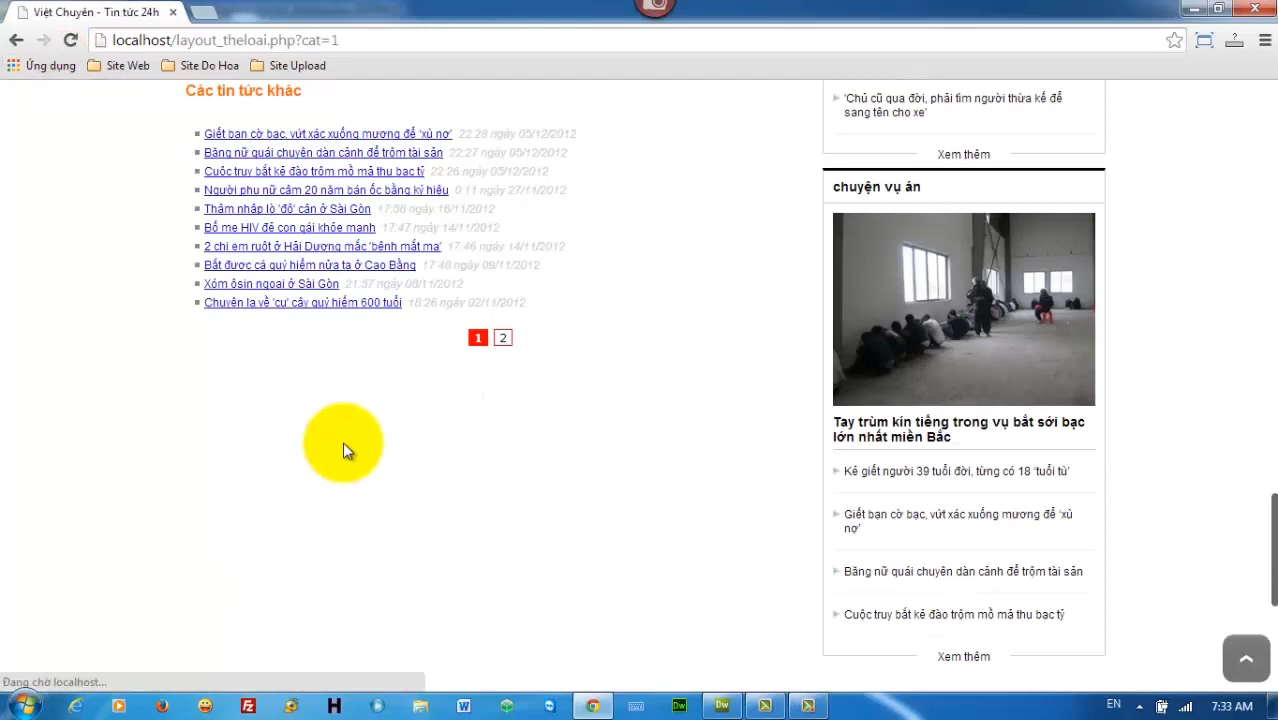 Việt Chuyên - Tin tức 24h
localhost/layout_theloai.php?cat=1
Ứng dụng Site Web Site Do Hoa Site Upload
Các tin tức khác
Giết bạn cờ bạc, vứt xác xuống mương để 'xù nợ' 22:28 ngày 05/12/2012
Băng nữ quái chuyên dàn cảnh để trộm tài sản 22:27 ngày 05/12/2012
Cuộc truy bắt kẻ đào trộm mồ mả thu bạc tỷ 22:26 ngày 05/12/2012
Người phụ nữ câm 20 năm bán ốc bằng ký hiệu 0:11 ngày 27/11/2012
Thâm nhập lò 'độ' cân ở Sài Gòn 17:56 ngày 16/11/2012
Bố mẹ HIV đẻ con gái khỏe mạnh 17:47 ngày 14/11/2012
2 chị em ruột ở Hải Dương mắc 'bệnh mắt ma' 17:46 ngày 14/11/2012
Bắt được cá quý hiếm nửa tạ ở Cao Bằng 17:48 ngày 09/11/2012
Xóm ôsin ngoại ở Sài Gòn 21:57 ngày 08/11/2012
Chuyện lạ về 'cụ' cây quý hiếm 600 tuổi 18:26 ngày 02/11/2012
1 2
'Chủ cũ qua đời, phải tìm người thừa kế để
sang tên cho xe'
Xem thêm
chuyện vụ án
Tay trùm kín tiếng trong vụ bắt sới bạc
lớn nhất miền Bắc
Kẻ giết người 39 tuổi đời, từng có 18 'tuổi tù'
Giết bạn cờ bạc, vứt xác xuống mương để 'xù
nợ'
Băng nữ quái chuyên dàn cảnh để trộm tài sản
Cuộc truy bắt kẻ đào trộm mồ mả thu bạc tỷ
Xem thêm
Đang chờ localhost...
EN 7:33 AM